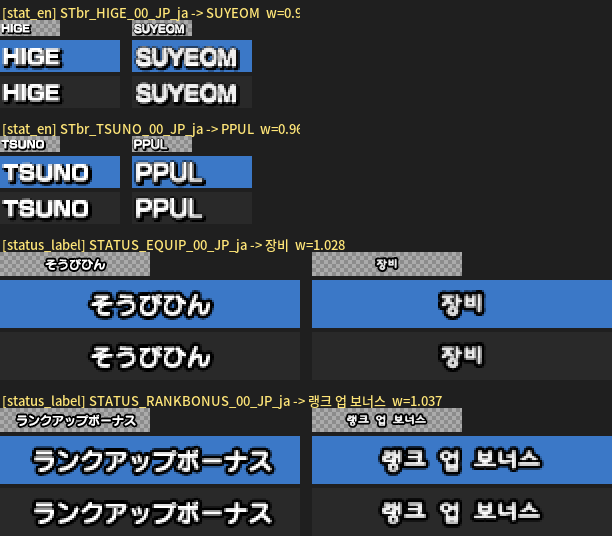 [stat_en] STbr_HIGE_00_JP_ja -> SUYEOM w=0.9
HIGE SUYEOM
HIGE SUYEOM
HIGE SUYEOM
[stat_en] STbr_TSUNO_00_JP_ja -> PPUL w=0.96
TSUNO PPUL
TSUNO PPUL
TSUNO PPUL
[status_label] STATUS_EQUIP_00_JP_ja -> 장비 w=1.028
そうびひん 장비
そうびひん 장비
そうびひん 장비
[status_label] STATUS_RANKBONUS_00_JP_ja -> 랭크 업 보너스 w=1.037
ランクアップボーナス 랭크 업 보너스
ランクアップボーナス 랭크 업 보너스
ランクアップボーナス 랭크 업 보너스